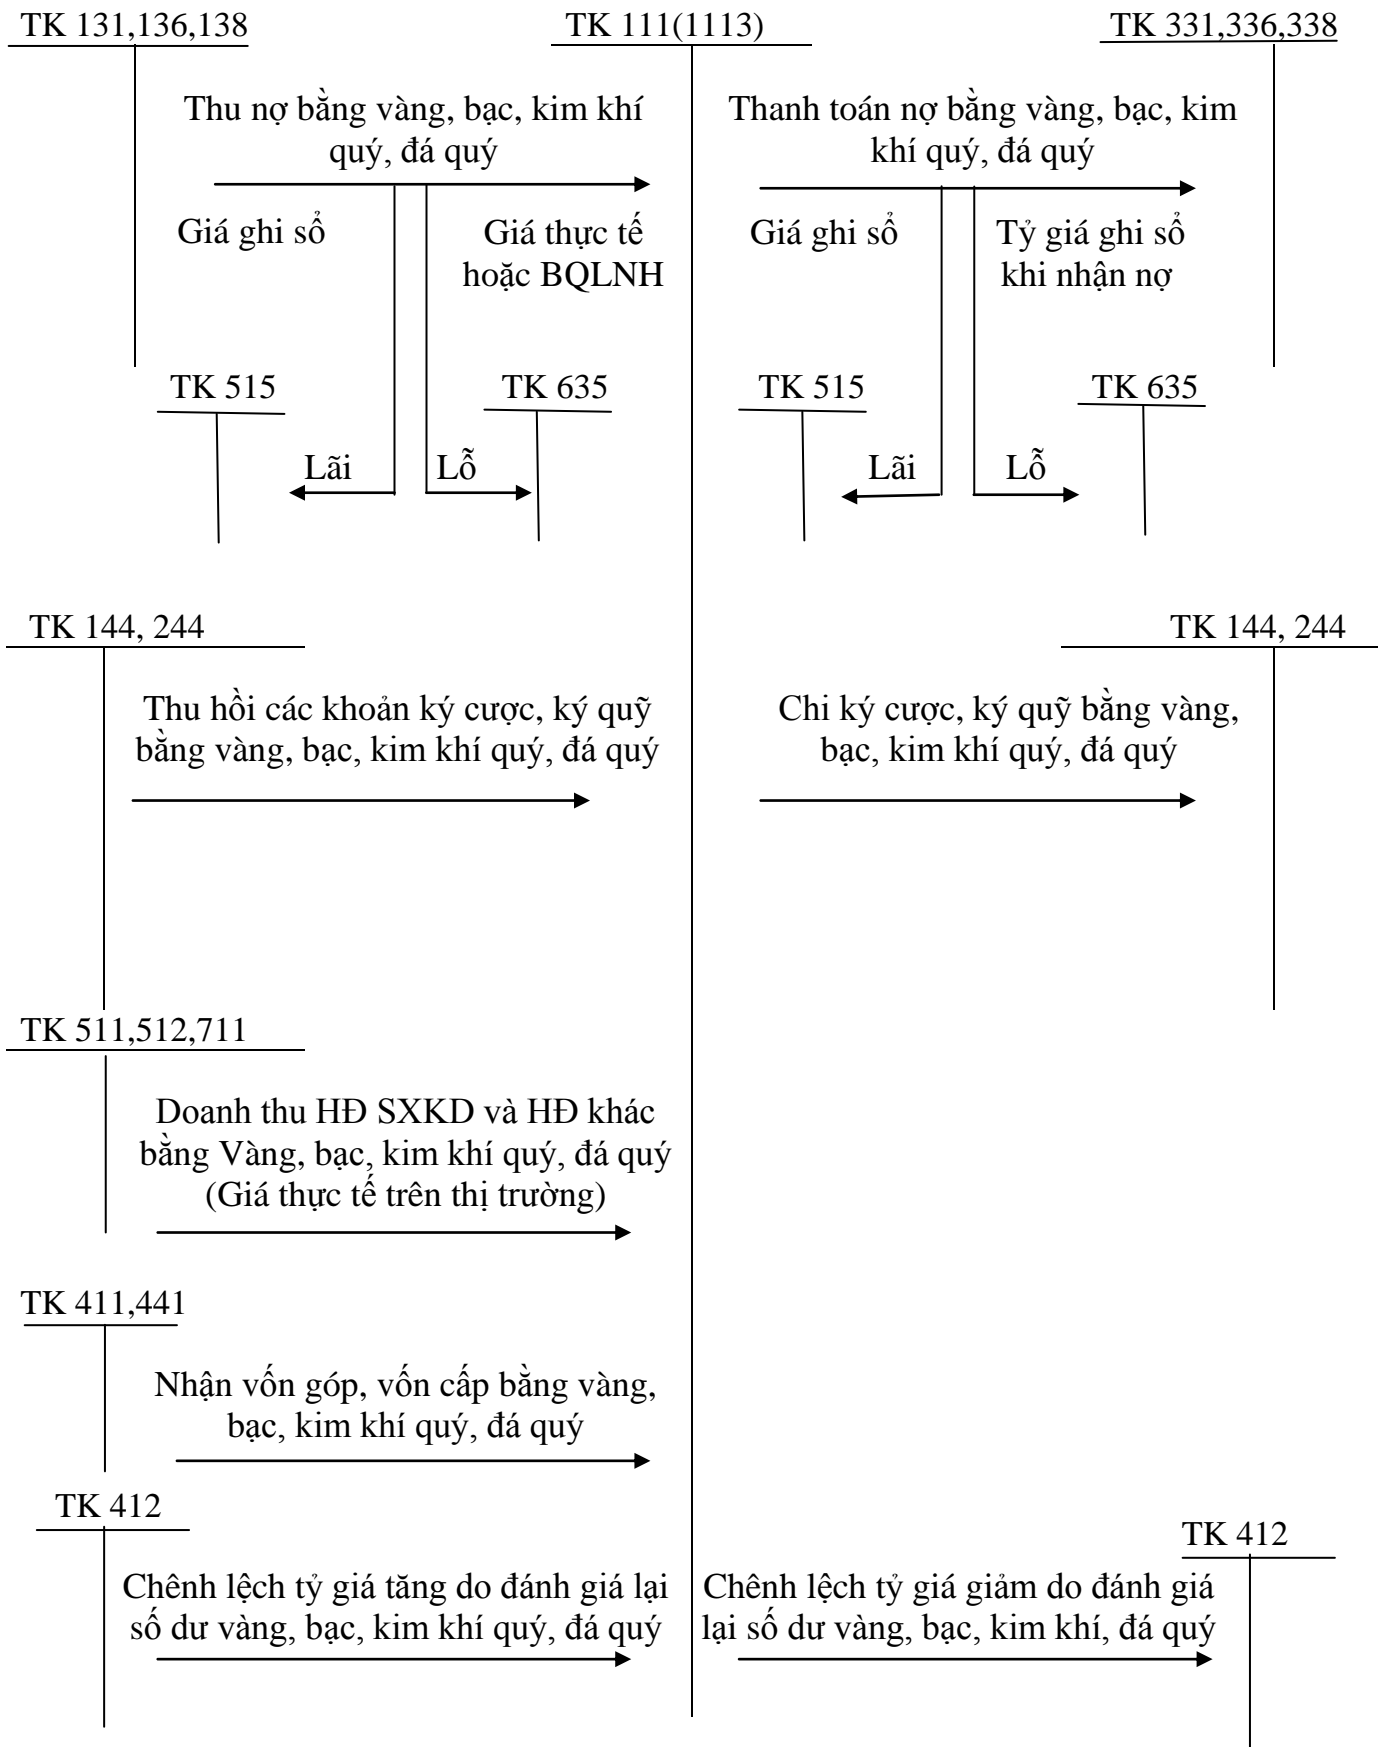 TK 131,136,138
TK 111(1113)
TK 331,336,338
Thu nợ bằng vàng, bạc, kim khí
quý, đá quý
Thanh toán nợ bằng vàng, bạc, kim
khí quý, đá quý
Giá ghi sổ
Giá thực tế
hoặc BQLNH
Giá ghi sổ
Tỷ giá ghi sổ
khi nhận nợ
TK 515
TK 635
TK 515
TK 635
Lãi
Lỗ
Lãi
Lỗ
TK 144, 244
TK 144, 244
Thu hồi các khoản ký cược, ký quỹ
bằng vàng, bạc, kim khí quý, đá quý
Chi ký cược, ký quỹ bằng vàng,
bạc, kim khí quý, đá quý
TK 511,512,711
Doanh thu HĐ SXKD và HĐ khác
bằng Vàng, bạc, kim khí quý, đá quý
(Giá thực tế trên thị trường)
TK 411,441
Nhận vốn góp, vốn cấp bằng vàng,
bạc, kim khí quý, đá quý
TK 412
TK 412
Chênh lệch tỷ giá tăng do đánh giá lại
số dư vàng, bạc, kim khí quý, đá quý
Chênh lệch tỷ giá giảm do đánh giá
lại số dư vàng, bạc, kim khí, đá quý